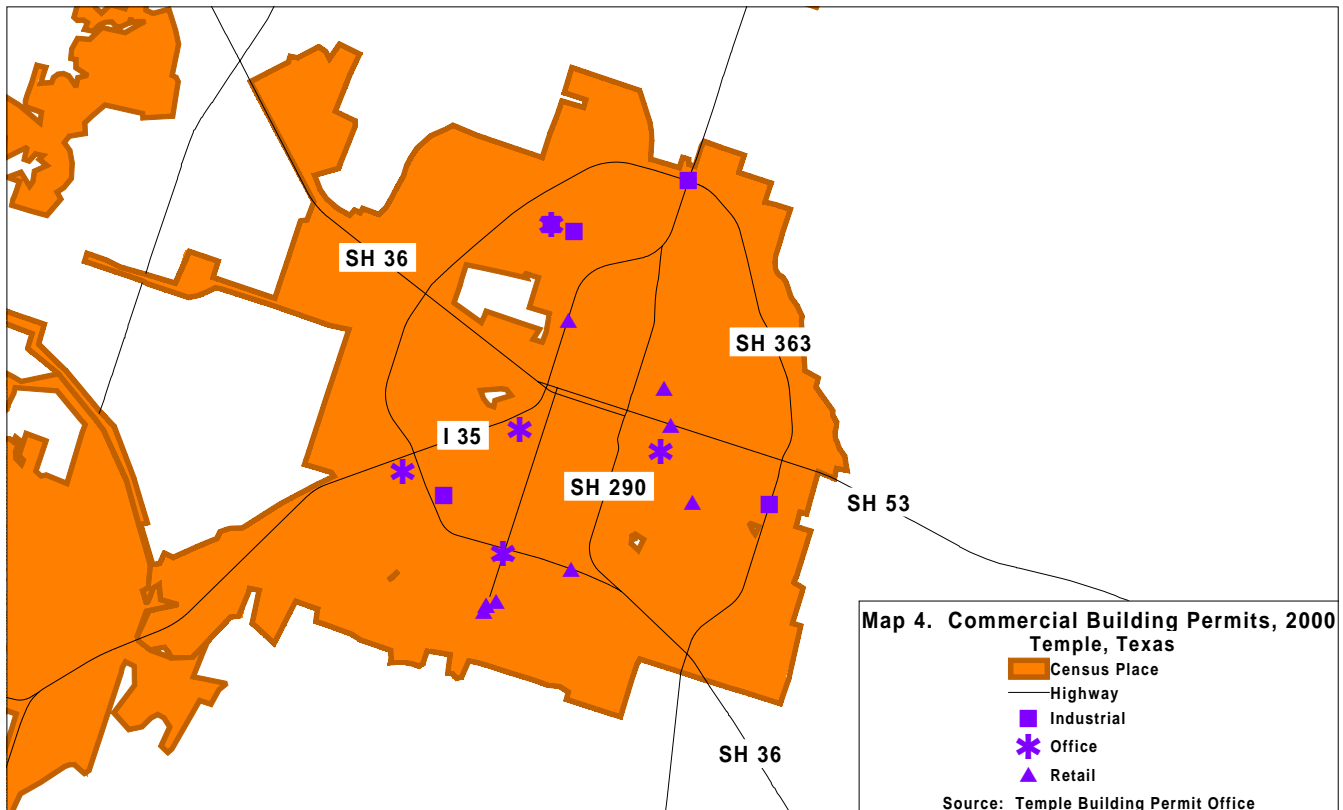 SH 36
SH 363
I 35
SH 290
SH 53
SH 36
Map 4. Commercial Building Permits, 2000
Temple, Texas
Census Place
Highway
Industrial
Office
Retail
Source: Temple Building Permit Office